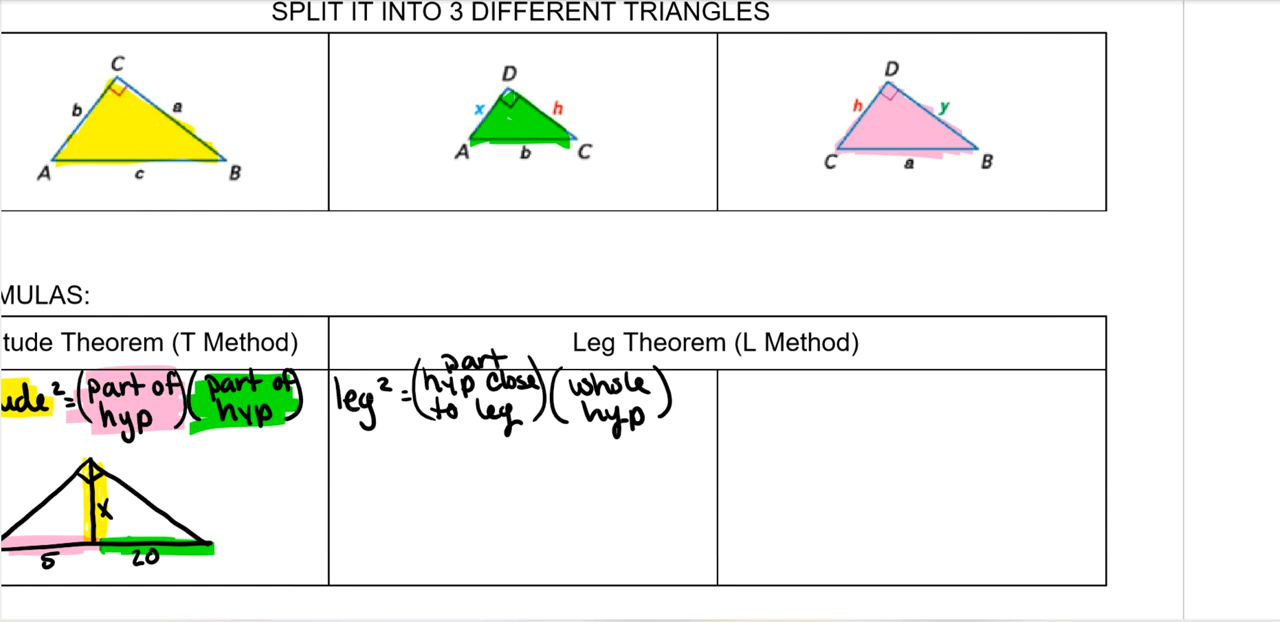 SPLIT IT INTO 3 DIFFERENT TRIANGLES
C
b
a
A
c
B
D
x
h
A
b
C
D
h
y
C
a
B
MULAS:
tude Theorem (T Method)
Leg Theorem (L Method)
ude² = (part of hyp)(part of hyp)
leg² = (part hyp close to leg)(whole hyp)
x
5
20